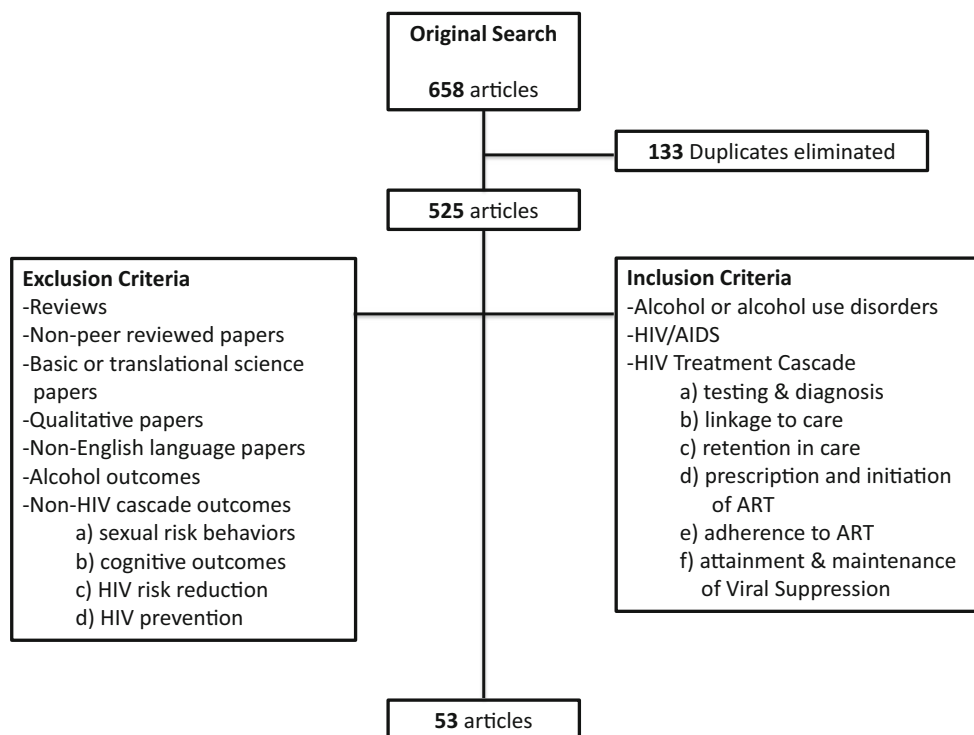 Original Search
658 articles
133 Duplicates eliminated
525 articles
Exclusion Criteria
-Reviews
-Non-peer reviewed papers
-Basic or translational science
papers
-Qualitative papers
-Non-English language papers
-Alcohol outcomes
-Non-HIV cascade outcomes
a) sexual risk behaviors
b) cognitive outcomes
c) HIV risk reduction
d) HIV prevention
Inclusion Criteria
-Alcohol or alcohol use disorders
-HIV/AIDS
-HIV Treatment Cascade
a) testing & diagnosis
b) linkage to care
c) retention in care
d) prescription and initiation
of ART
e) adherence to ART
f) attainment & maintenance
of Viral Suppression
53 articles